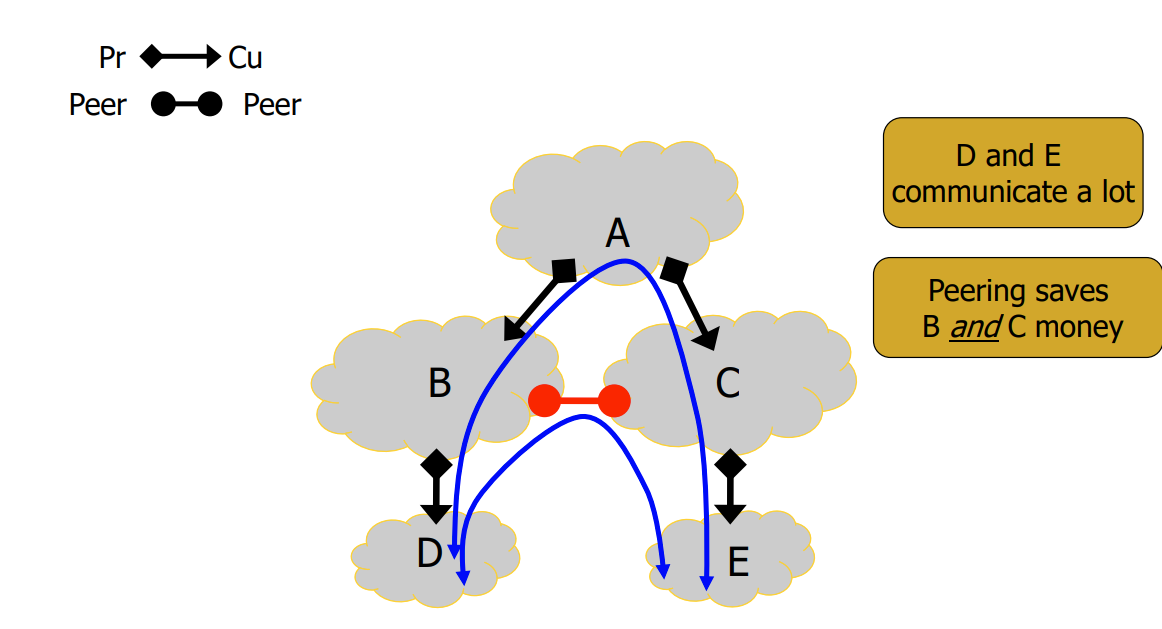 Pr Cu
Peer Peer
D and E
communicate a lot
A
Peering saves
B and C money
B
C
D
E